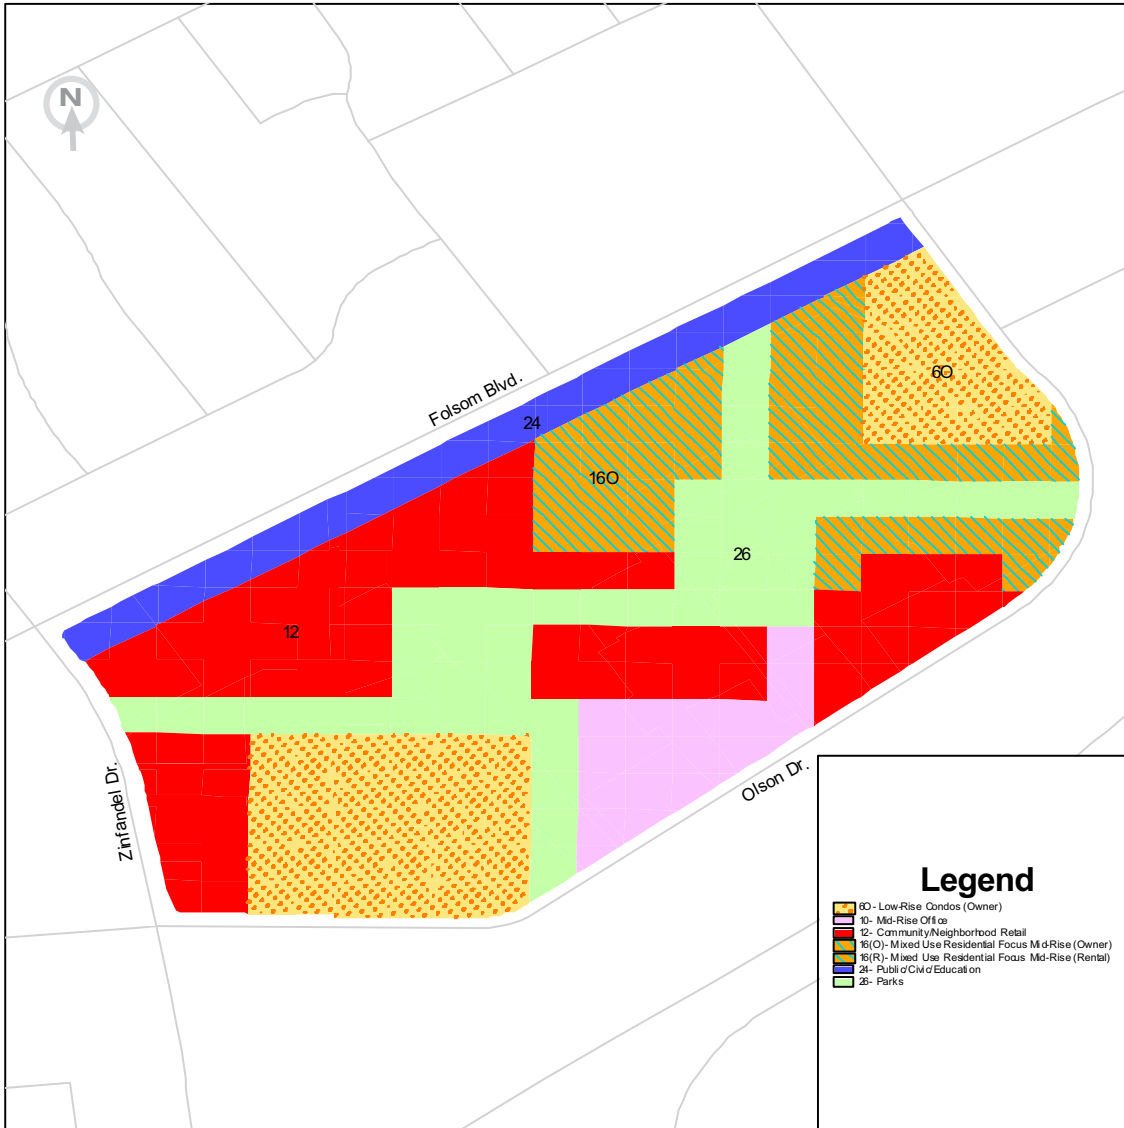 N
Folsom Blvd.
6O
24
16O
26
12
Zinfandel Dr.
Olson Dr.
Legend
6O - Low-Rise Condos (Owner)
10- Mid-Rise Office
12- Community/Neighborhood Retail
16(O)- Mixed Use Residential Focus Mid-Rise (Owner)
16(R)- Mixed Use Residential Focus Mid-Rise (Rental)
24- Public/Civic/Education
26- Parks